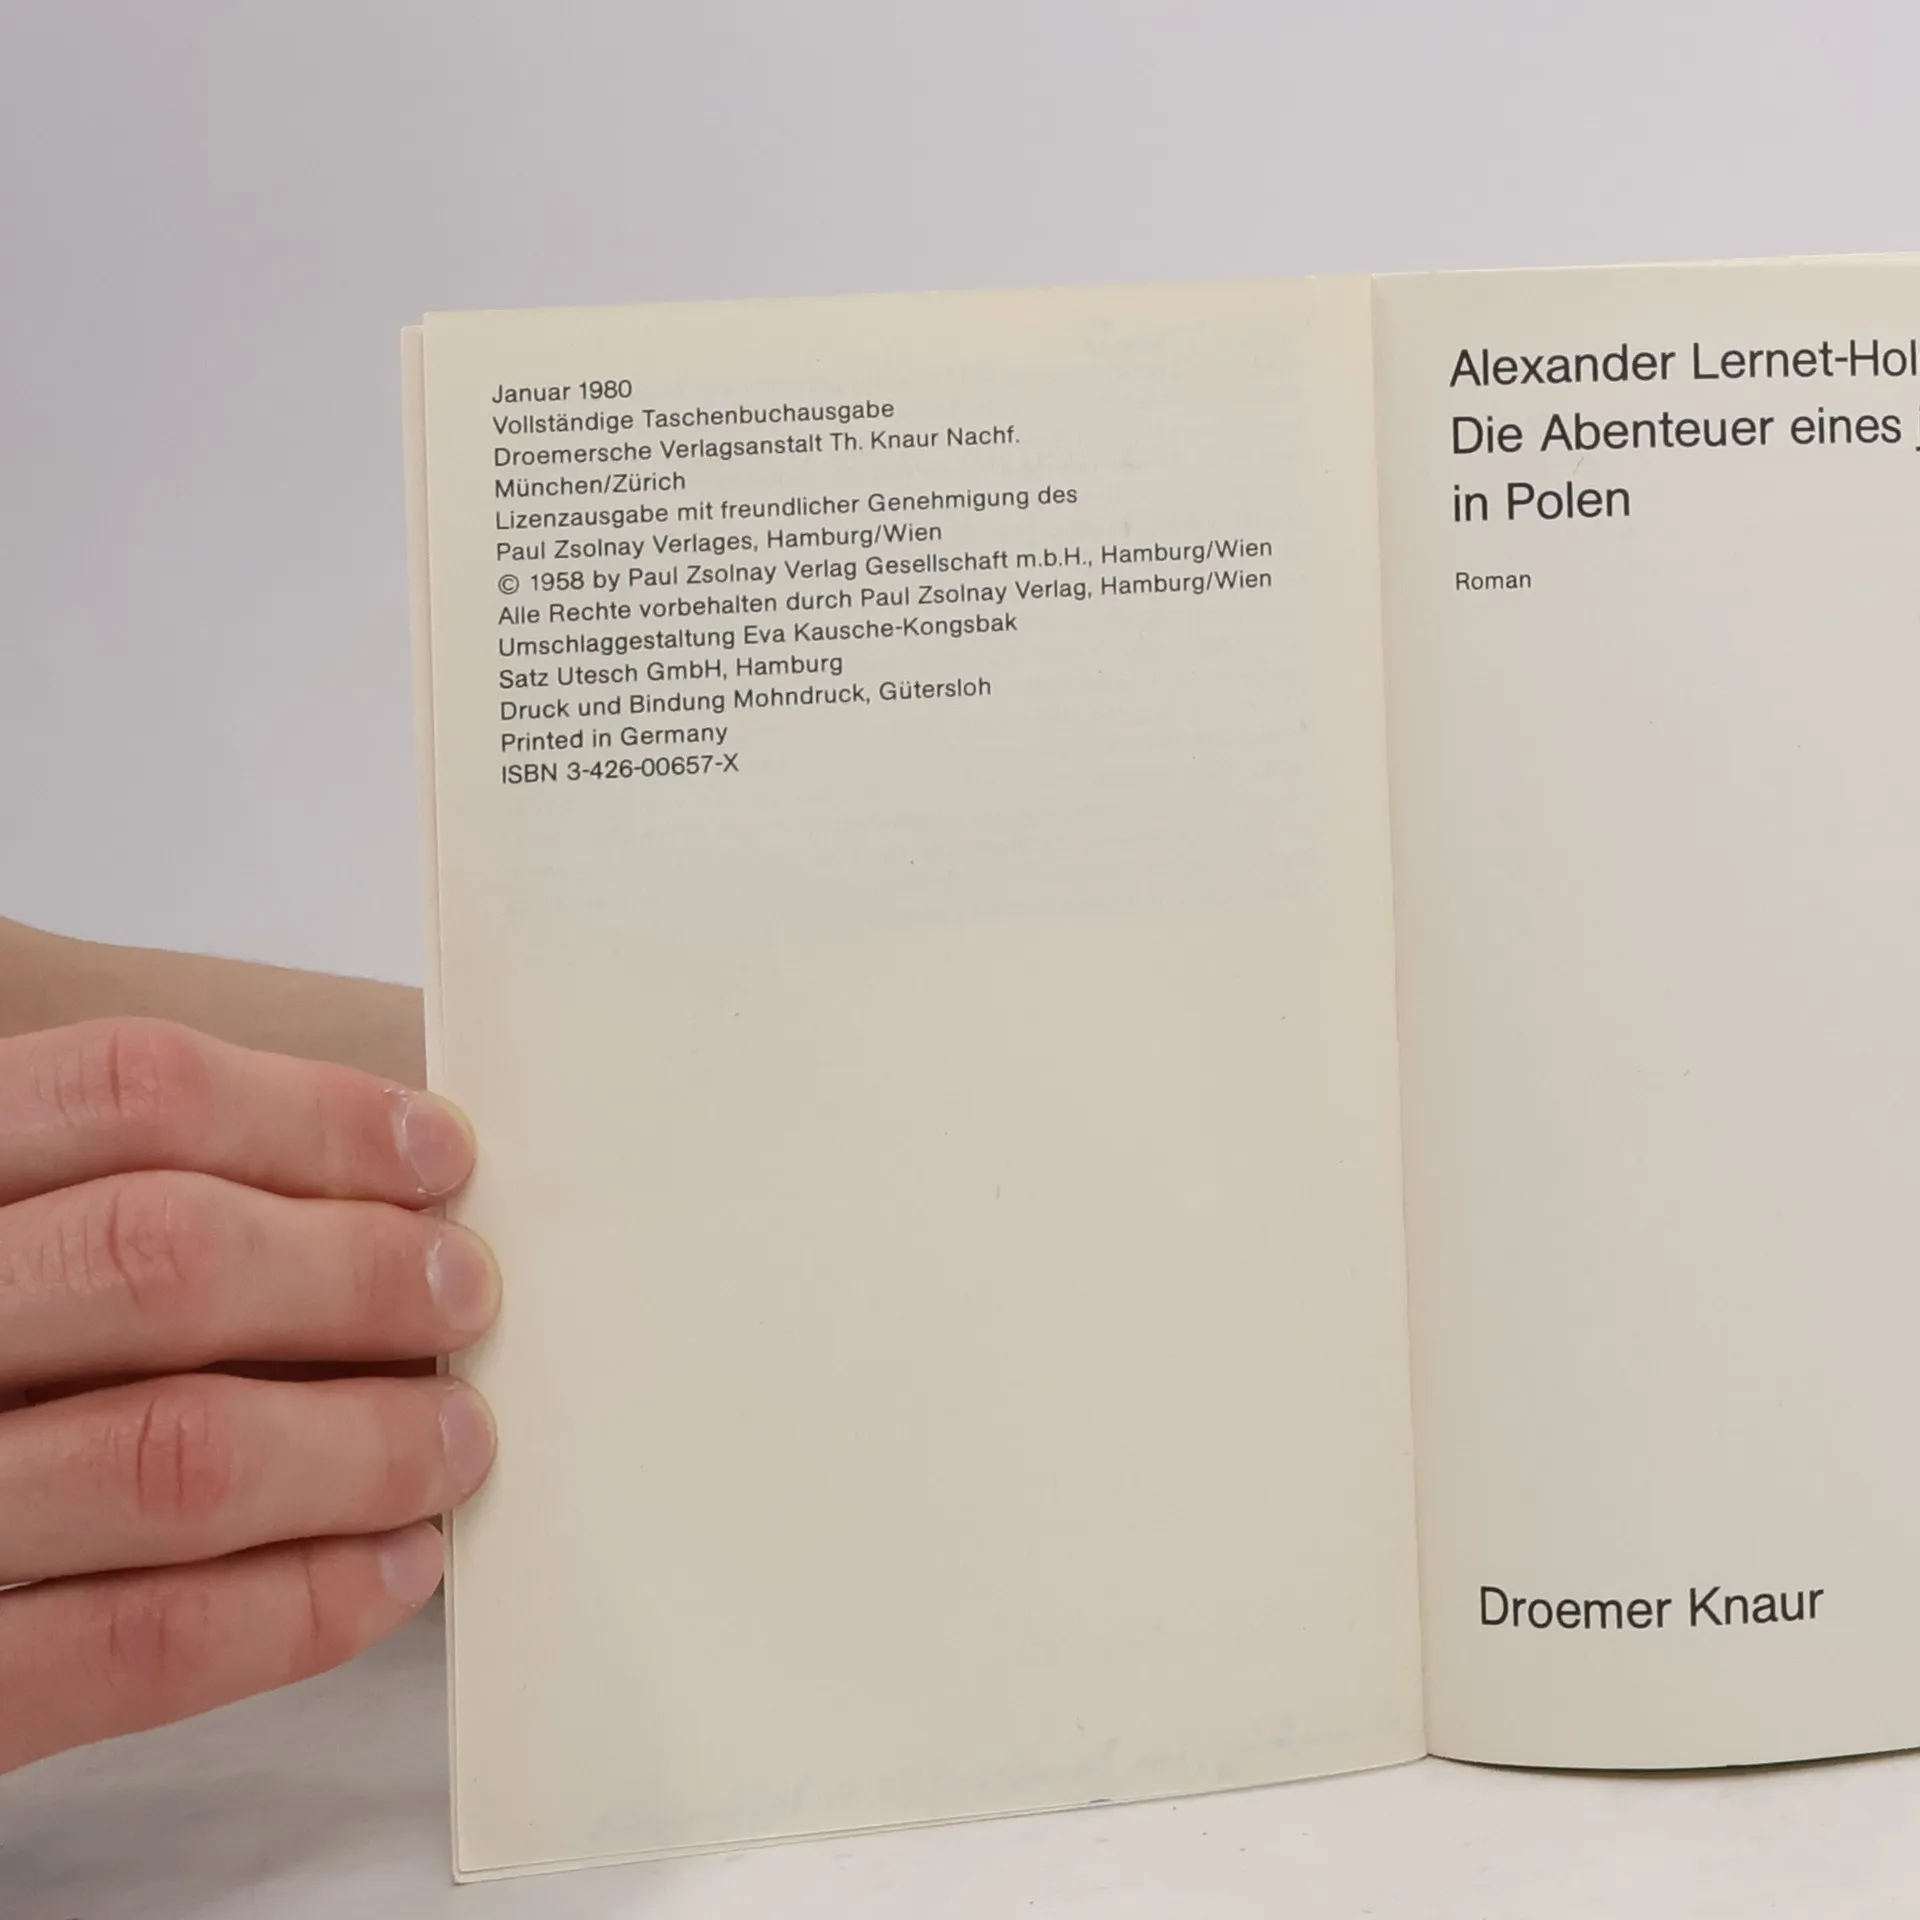 Januar 1980
Vollständige Taschenbuchausgabe
Droemersche Verlagsanstalt Th. Knaur Nachf.
München/Zürich
Lizenzausgabe mit freundlicher Genehmigung des
Paul Zsolnay Verlages, Hamburg/Wien
© 1958 by Paul Zsolnay Verlag Gesellschaft m.b.H., Hamburg/Wien
Alle Rechte vorbehalten durch Paul Zsolnay Verlag, Hamburg/Wien
Umschlaggestaltung Eva Kausche-Kongsbak
Satz Utesch GmbH, Hamburg
Druck und Bindung Mohndruck, Gütersloh
Printed in Germany
ISBN 3-426-00657-X
Alexander Lernet-Hol
Die Abenteuer eines
in Polen
Roman
Droemer Knaur